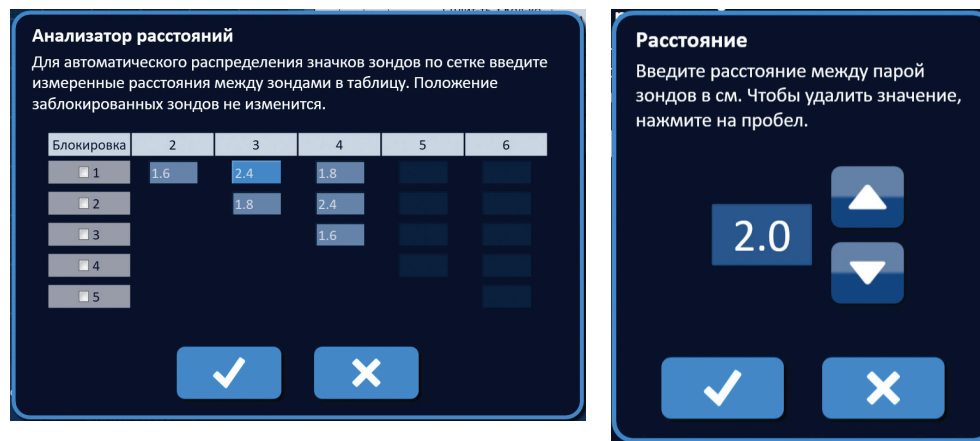 Анализатор расстояний
Для автоматического распределения значков зондов по сетке введите
измеренные расстояния между зондами в таблицу. Положение
заблокированных зондов не изменится.
Блокировка 2 3 4 5 6
1 1.6 2.4 1.8
2 1.8 2.4
3 1.6
4
5
Расстояние
Введите расстояние между парой
зондов в см. Чтобы удалить значение,
нажмите на пробел.
2.0